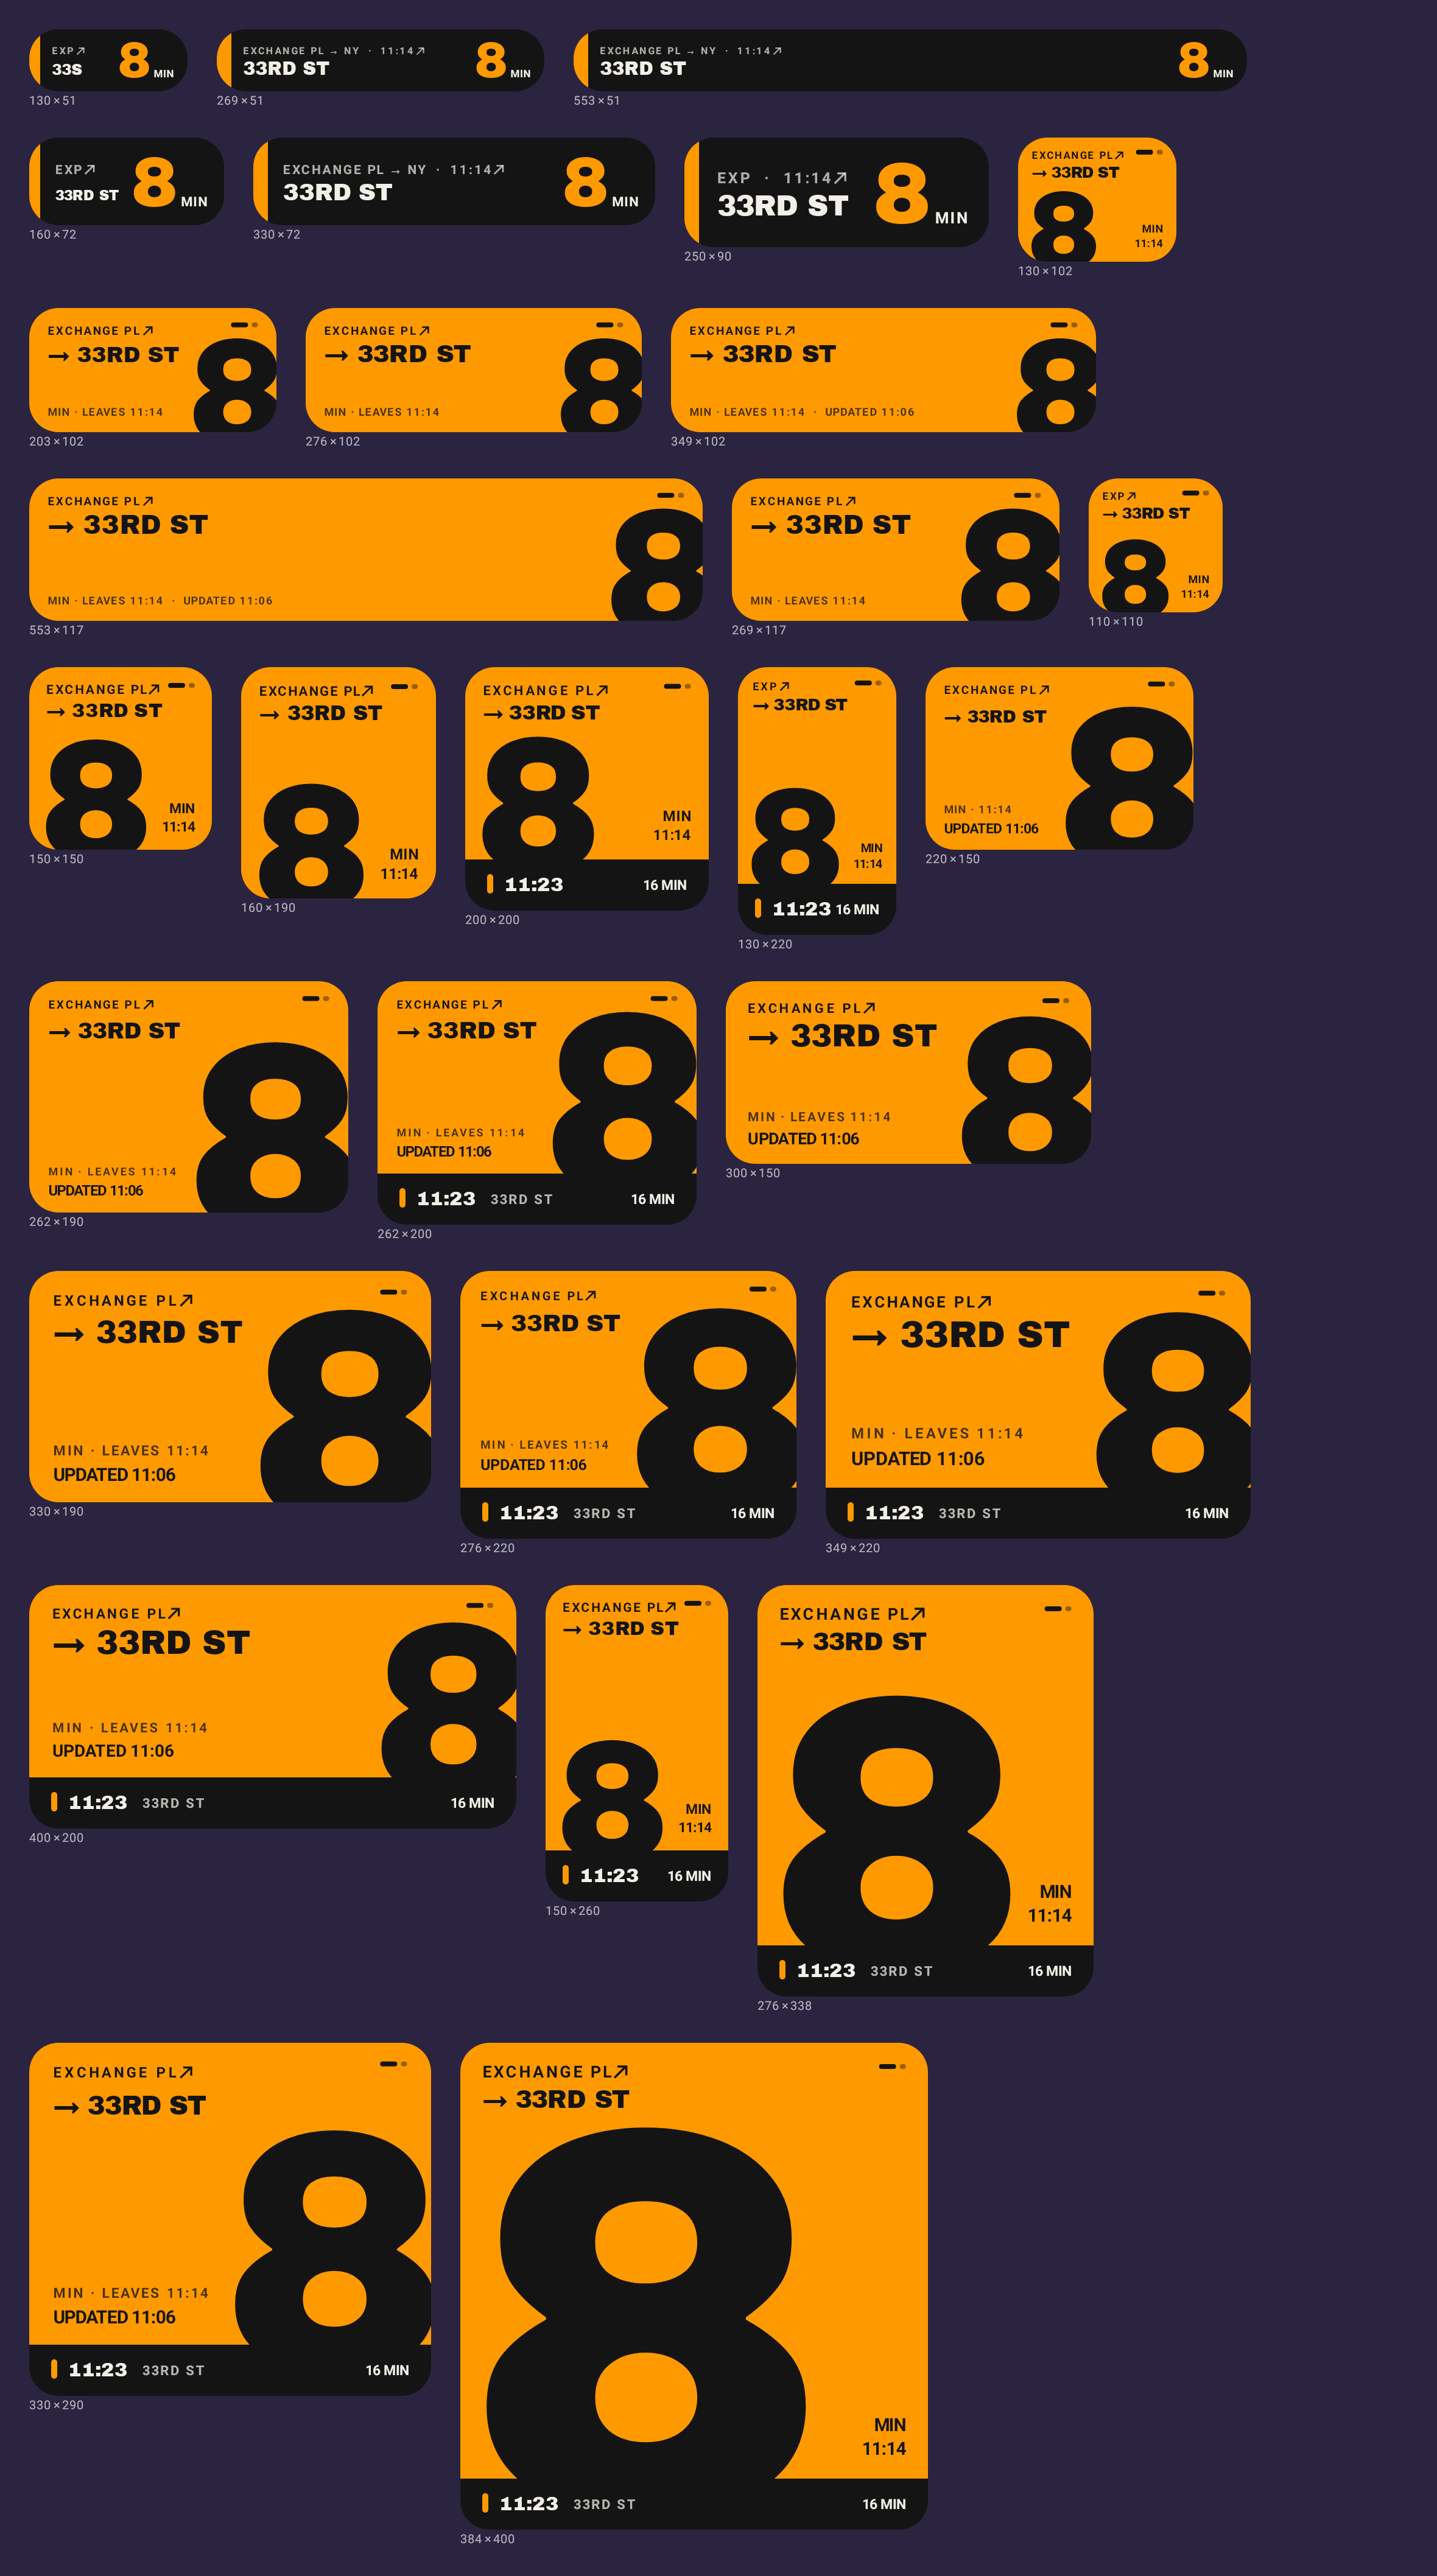 EXP↗
33S
8 MIN
130×51
EXCHANGE PL → NY · 11:14↗
33RD ST
8 MIN
269×51
EXCHANGE PL → NY · 11:14↗
33RD ST
8 MIN
553×51
EXP↗
33RD ST
8 MIN
160×72
EXCHANGE PL → NY · 11:14↗
33RD ST
8 MIN
330×72
EXP · 11:14↗
33RD ST
8 MIN
250×90
EXCHANGE PL↗
→ 33RD ST
8
MIN
11:14
130×102
EXCHANGE PL↗
→ 33RD ST
8
MIN · LEAVES 11:14
203×102
EXCHANGE PL↗
→ 33RD ST
8
MIN · LEAVES 11:14
276×102
EXCHANGE PL↗
→ 33RD ST
8
MIN · LEAVES 11:14 · UPDATED 11:06
349×102
EXCHANGE PL↗
→ 33RD ST
8
MIN · LEAVES 11:14 · UPDATED 11:06
553×117
EXCHANGE PL↗
→ 33RD ST
8
MIN · LEAVES 11:14
269×117
EXP↗
→ 33RD ST
8
MIN
11:14
110×110
EXCHANGE PL↗
→ 33RD ST
8
MIN
11:14
150×150
EXCHANGE PL↗
→ 33RD ST
8
MIN
11:14
160×190
EXCHANGE PL↗
→ 33RD ST
8
MIN
11:14
11:23 16 MIN
200×200
EXP↗
→ 33RD ST
8
MIN
11:14
11:23 16 MIN
130×220
EXCHANGE PL↗
→ 33RD ST
8
MIN · 11:14
UPDATED 11:06
220×150
EXCHANGE PL↗
→ 33RD ST
8
MIN · LEAVES 11:14
UPDATED 11:06
262×190
EXCHANGE PL↗
→ 33RD ST
8
MIN · LEAVES 11:14
UPDATED 11:06
11:23 33RD ST 16 MIN
262×200
EXCHANGE PL↗
→ 33RD ST
8
MIN · LEAVES 11:14
UPDATED 11:06
300×150
EXCHANGE PL↗
→ 33RD ST
8
MIN · LEAVES 11:14
UPDATED 11:06
330×190
EXCHANGE PL↗
→ 33RD ST
8
MIN · LEAVES 11:14
UPDATED 11:06
11:23 33RD ST 16 MIN
276×220
EXCHANGE PL↗
→ 33RD ST
8
MIN · LEAVES 11:14
UPDATED 11:06
11:23 33RD ST 16 MIN
349×220
EXCHANGE PL↗
→ 33RD ST
8
MIN · LEAVES 11:14
UPDATED 11:06
11:23 33RD ST 16 MIN
400×200
EXCHANGE PL↗
→ 33RD ST
8
MIN
11:14
11:23 16 MIN
150×260
EXCHANGE PL↗
→ 33RD ST
8
MIN
11:14
11:23 33RD ST 16 MIN
276×338
EXCHANGE PL↗
→ 33RD ST
8
MIN · LEAVES 11:14
UPDATED 11:06
11:23 33RD ST 16 MIN
330×290
EXCHANGE PL↗
→ 33RD ST
8
MIN
11:14
11:23 33RD ST 16 MIN
384×400